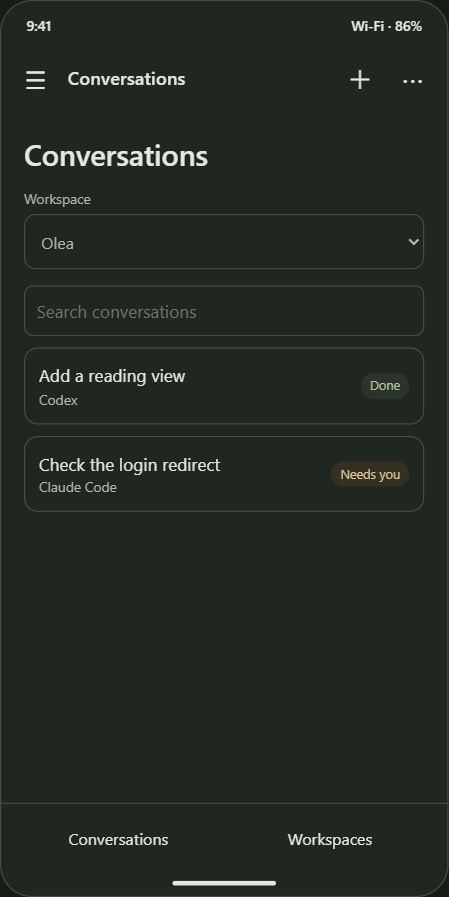 9:41
Wi-Fi · 86%
Conversations
Conversations
Workspace
Olea
Search conversations
Add a reading view
Done
Codex
Check the login redirect
Needs you
Claude Code
Conversations
Workspaces